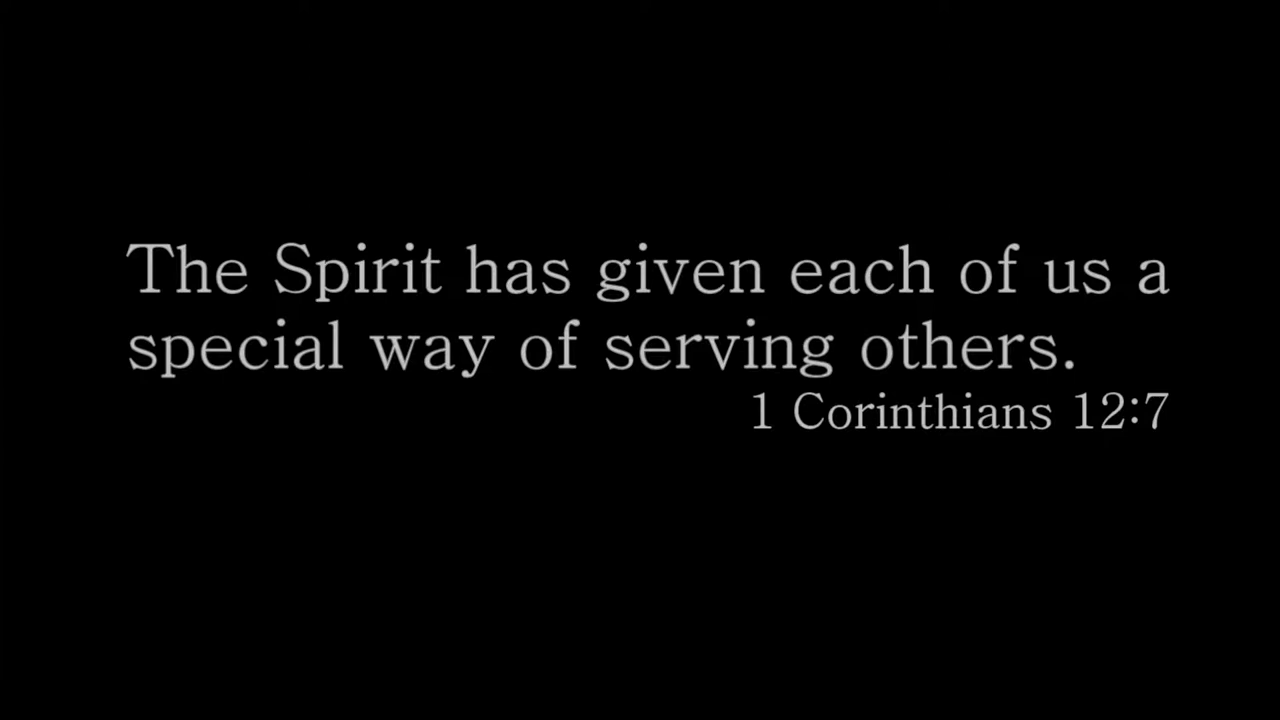 The Spirit has given each of us a
special way of serving others.
1 Corinthians 12:7